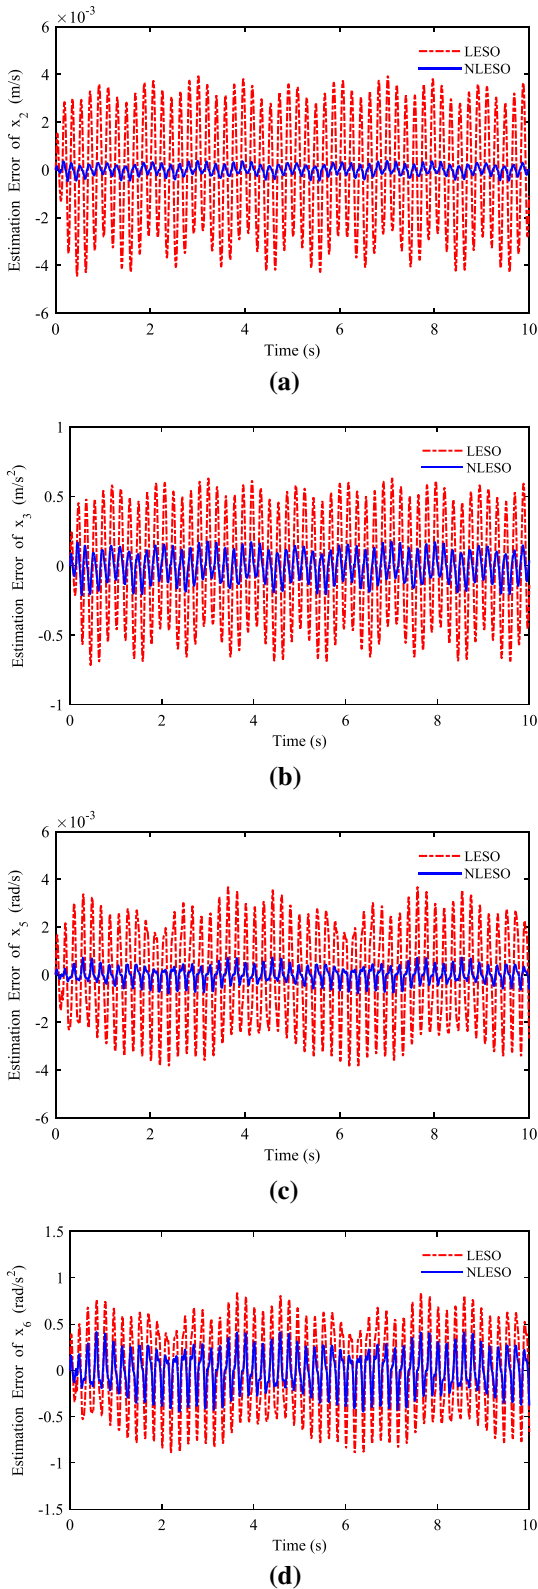 ×10⁻³
6
4
2
0
-2
-4
-6
0 2 4 6 8 10
Estimation Error of x₂ (m/s)
Time (s)
LESO
NLESO
(a)
1
0.5
0
-0.5
-1
0 2 4 6 8 10
Estimation Error of x₃ (m/s²)
Time (s)
LESO
NLESO
(b)
×10⁻³
6
4
2
0
-2
-4
-6
0 2 4 6 8 10
Estimation Error of x₅ (rad/s)
Time (s)
LESO
NLESO
(c)
1.5
1
0.5
0
-0.5
-1
-1.5
0 2 4 6 8 10
Estimation Error of x₆ (rad/s²)
Time (s)
LESO
NLESO
(d)